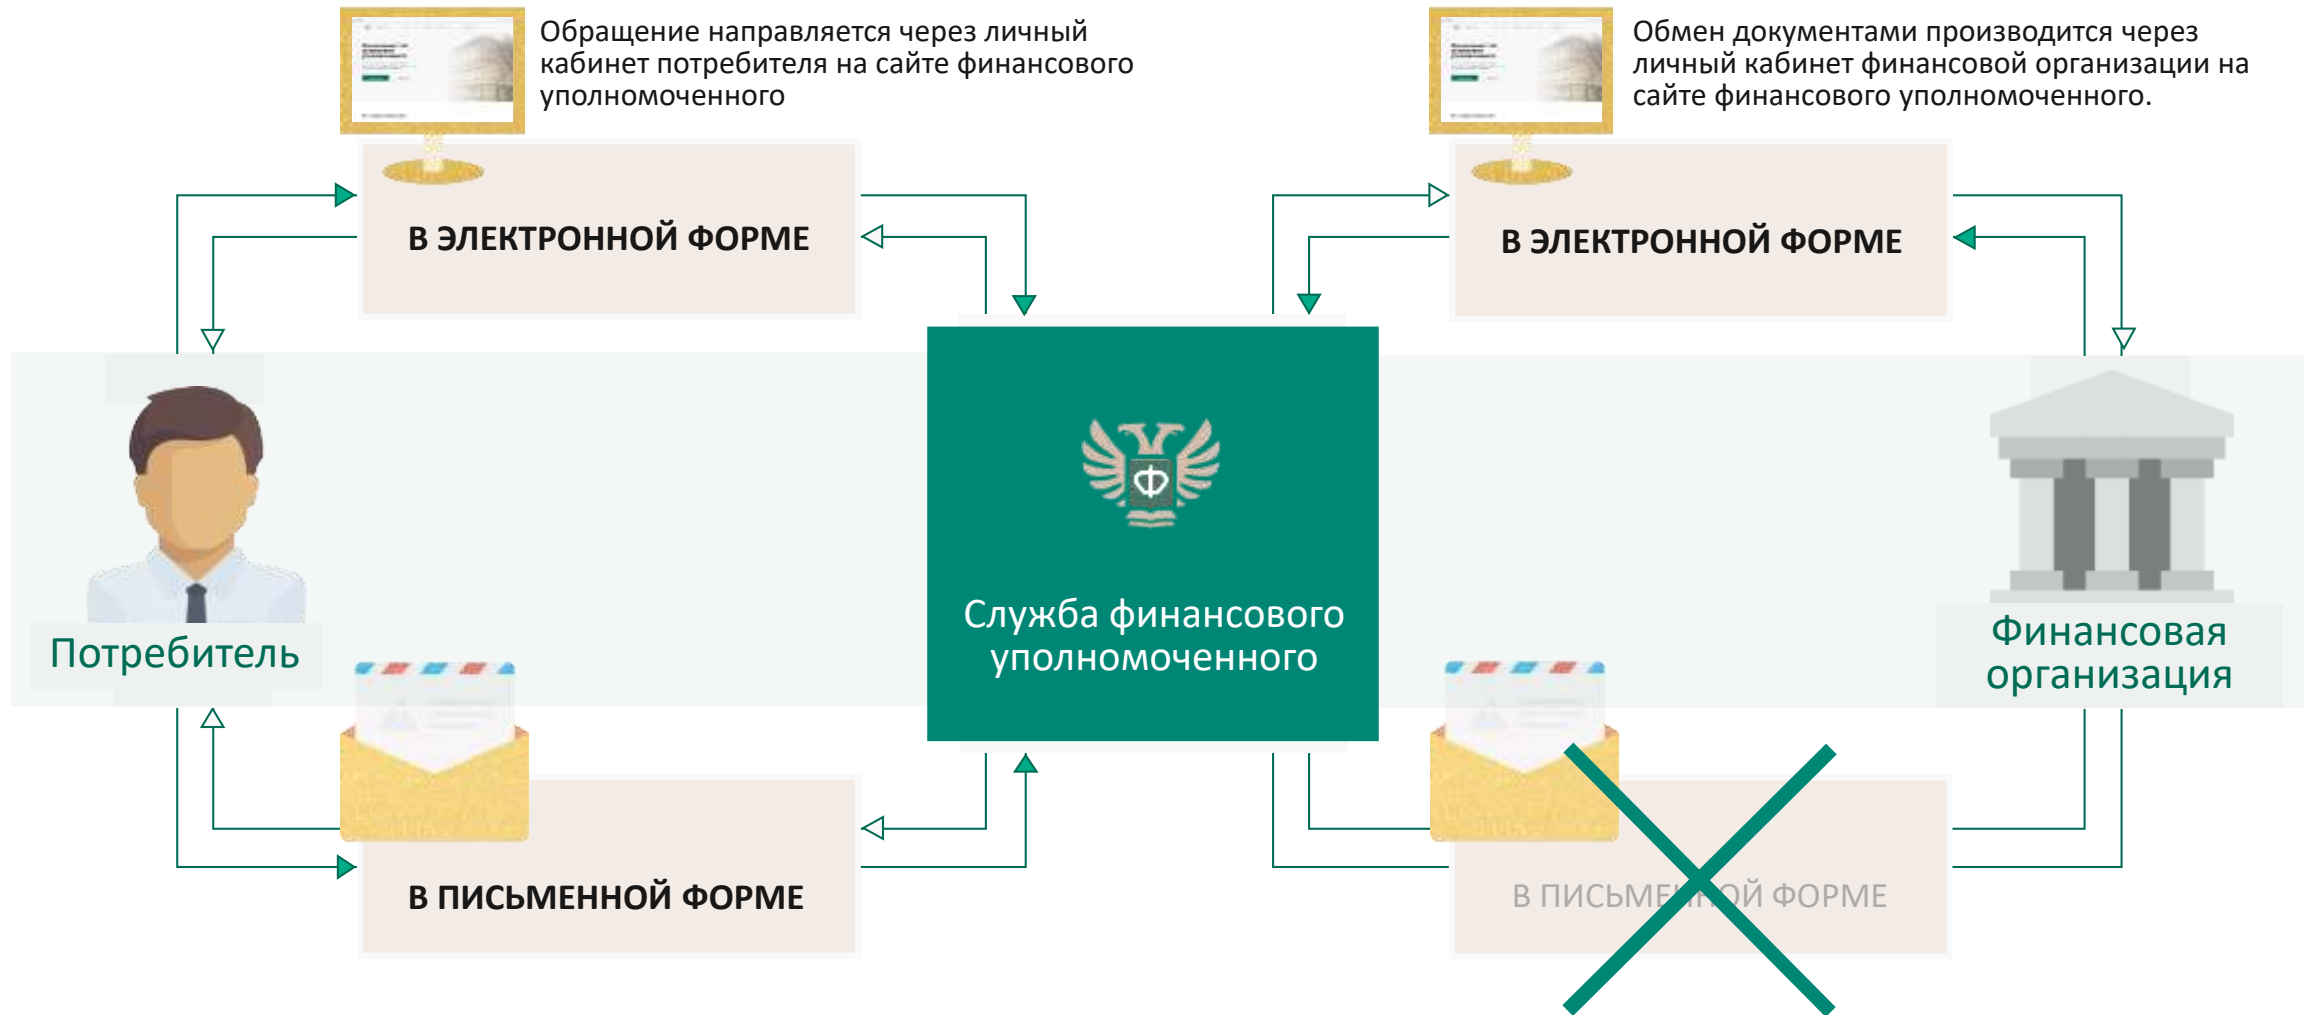 Обращение направляется через личный
кабинет потребителя на сайте финансового
уполномоченного
Обмен документами производится через
личный кабинет финансовой организации на
сайте финансового уполномоченного.
В ЭЛЕКТРОННОЙ ФОРМЕ
В ЭЛЕКТРОННОЙ ФОРМЕ
Ф
Служба финансового
уполномоченного
Потребитель
Финансовая
организация
В ПИСЬМЕННОЙ ФОРМЕ
В ПИСЬМЕННОЙ ФОРМЕ